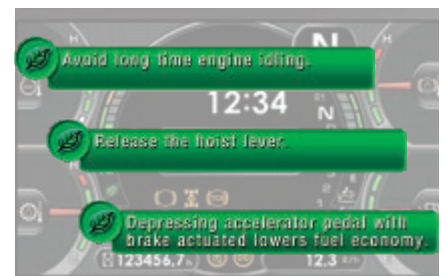 N
Avoid long time engine idling.
12:34
N
Release the hoist lever.
Depressing accelerator pedal with
brake actuated lowers fuel economy.
123456.7h
12.3